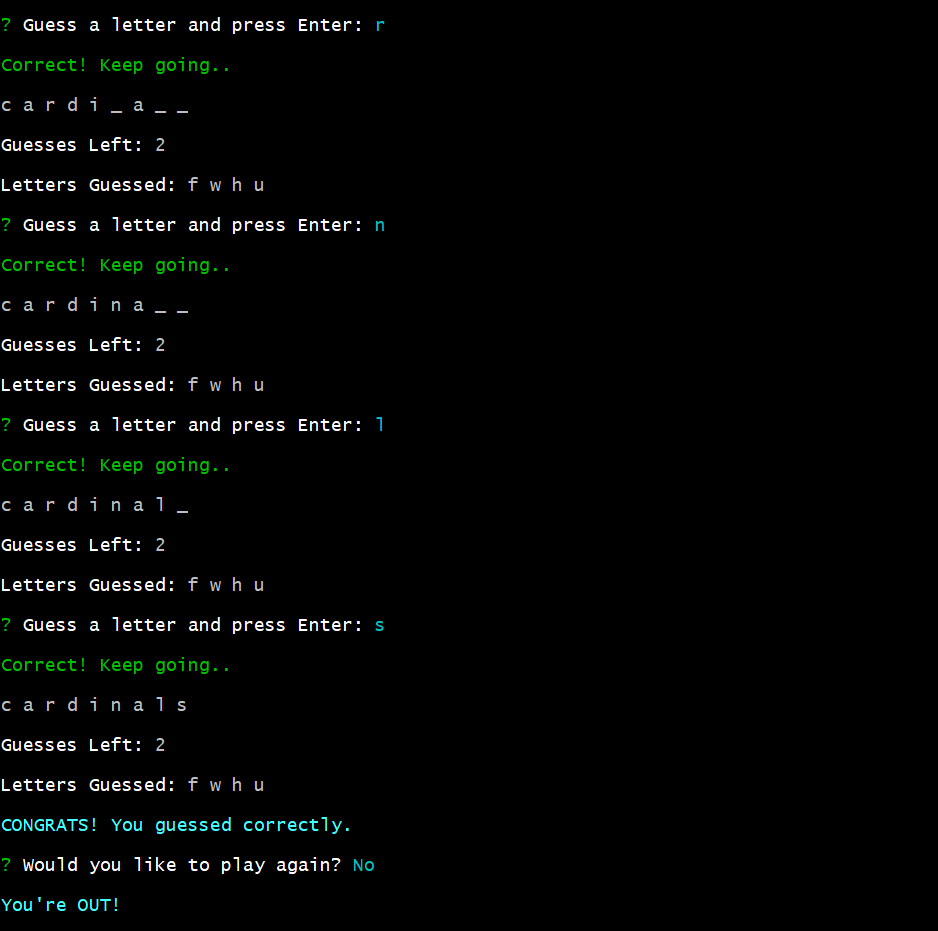 ? Guess a letter and press Enter: r
Correct! Keep going..
c a r d i _ a _ _
Guesses Left: 2
Letters Guessed: f w h u
? Guess a letter and press Enter: n
Correct! Keep going..
c a r d i n a _ _
Guesses Left: 2
Letters Guessed: f w h u
? Guess a letter and press Enter: l
Correct! Keep going..
c a r d i n a l _
Guesses Left: 2
Letters Guessed: f w h u
? Guess a letter and press Enter: s
Correct! Keep going..
c a r d i n a l s
Guesses Left: 2
Letters Guessed: f w h u
CONGRATS! You guessed correctly.
? Would you like to play again? No
You're OUT!